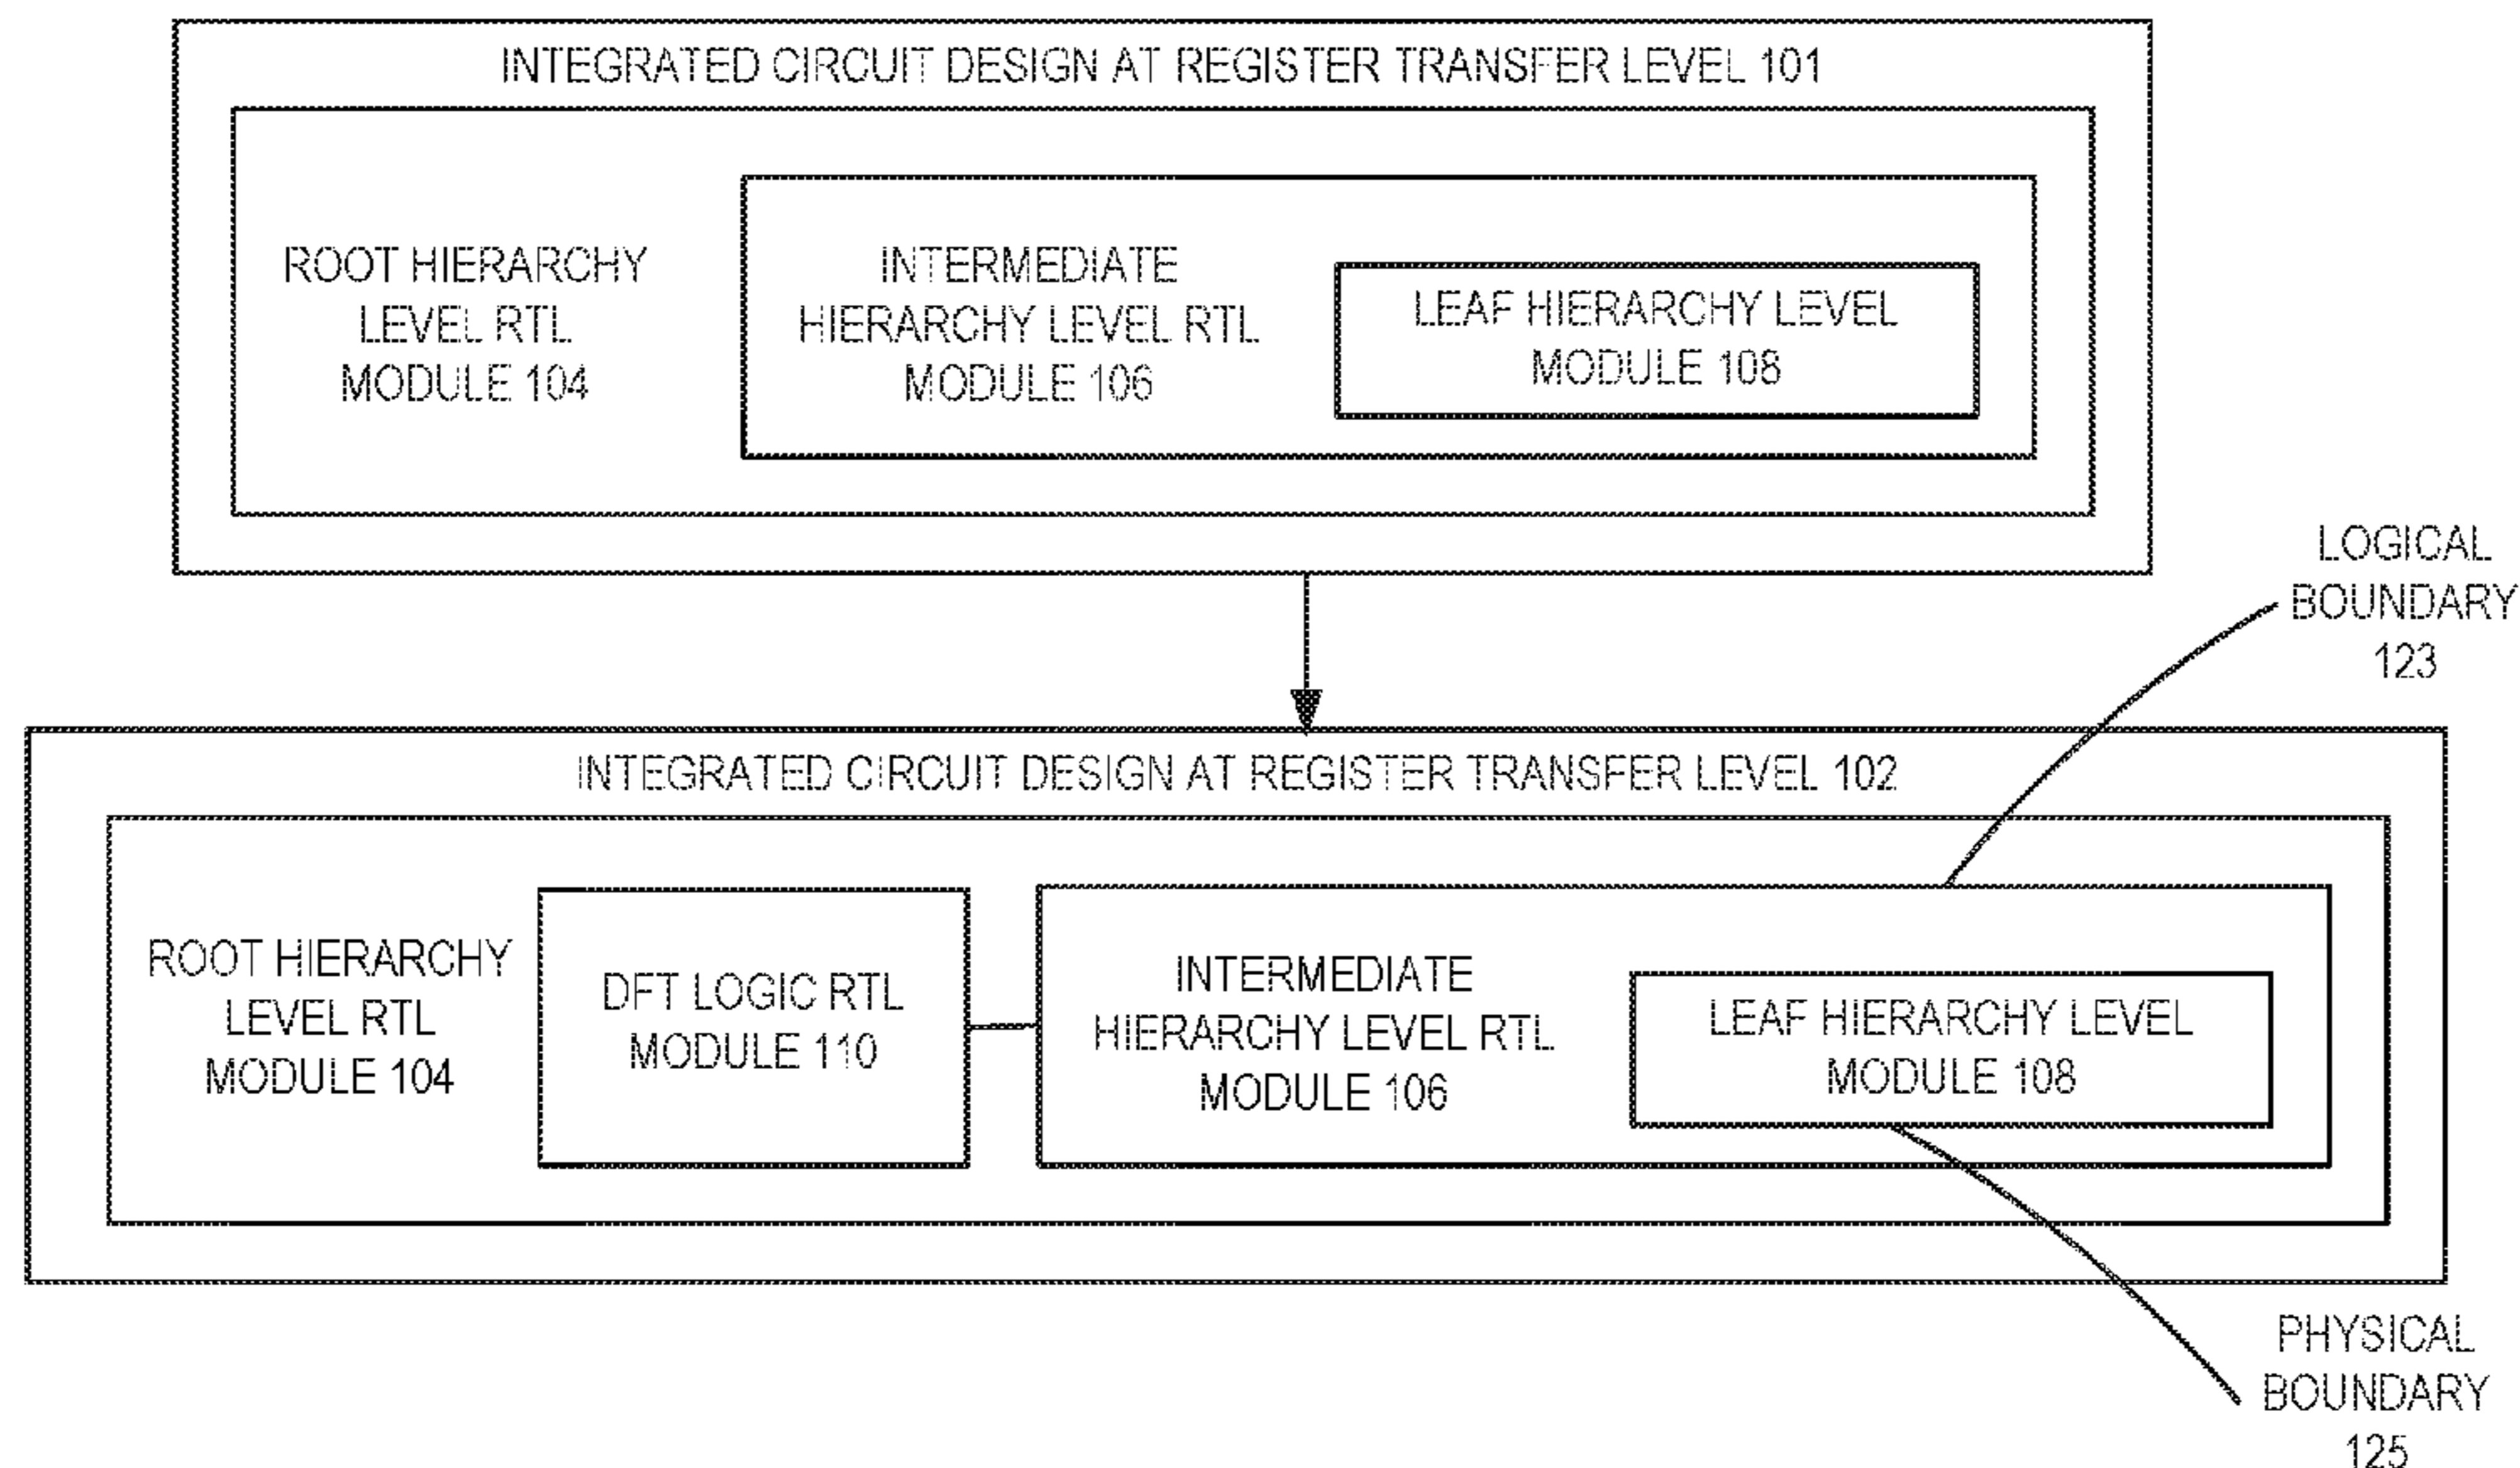 INTEGRATED CIRCUIT DESIGN AT REGISTER TRANSFER LEVEL 101
ROOT HIERARCHY
LEVEL RTL
MODULE 104
INTERMEDIATE
HIERARCHY LEVEL RTL
MODULE 106
LEAF HIERARCHY LEVEL
MODULE 108
LOGICAL
BOUNDARY
123
INTEGRATED CIRCUIT DESIGN AT REGISTER TRANSFER LEVEL 102
ROOT HIERARCHY
LEVEL RTL
MODULE 104
DFT LOGIC RTL
MODULE 110
INTERMEDIATE
HIERARCHY LEVEL RTL
MODULE 106
LEAF HIERARCHY LEVEL
MODULE 108
PHYSICAL
BOUNDARY
125